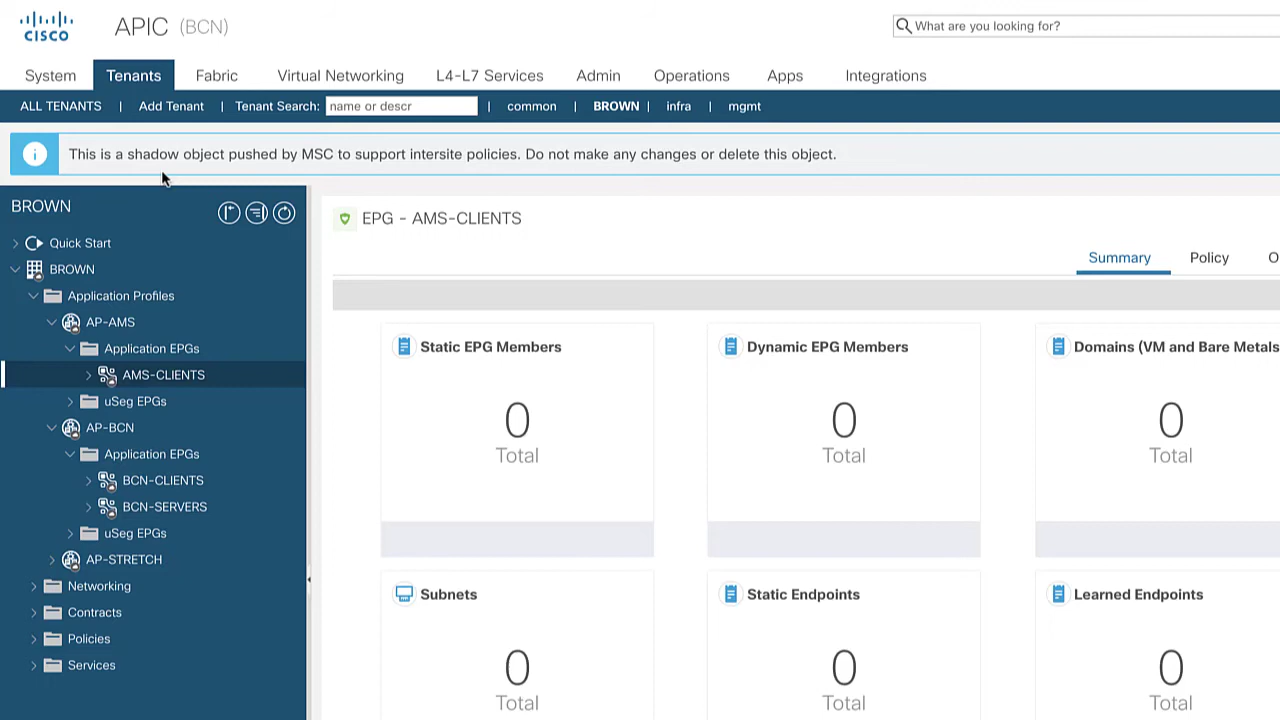 CISCO
APIC (BCN)
What are you looking for?
System Tenants Fabric Virtual Networking L4-L7 Services Admin Operations Apps Integrations
ALL TENANTS | Add Tenant | Tenant Search: name or descr | common | BROWN | infra | mgmt
i This is a shadow object pushed by MSC to support intersite policies. Do not make any changes or delete this object.
BROWN
Quick Start
BROWN
Application Profiles
AP-AMS
Application EPGs
AMS-CLIENTS
uSeg EPGs
AP-BCN
Application EPGs
BCN-CLIENTS
BCN-SERVERS
uSeg EPGs
AP-STRETCH
Networking
Contracts
Policies
Services
EPG - AMS-CLIENTS
Summary Policy O
Static EPG Members
0
Total
Dynamic EPG Members
0
Total
Domains (VM and Bare Metals
0
Total
Subnets
0
Total
Static Endpoints
0
Total
Learned Endpoints
0
Total